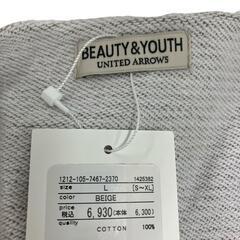 BEAUTY&YOUTH
UNITED ARROWS
1212-105-7467-2370
1425382
size L [S~XL]
color BEIGE
price 税込 6,930(本体 6,300)
quality
COTTON 100%